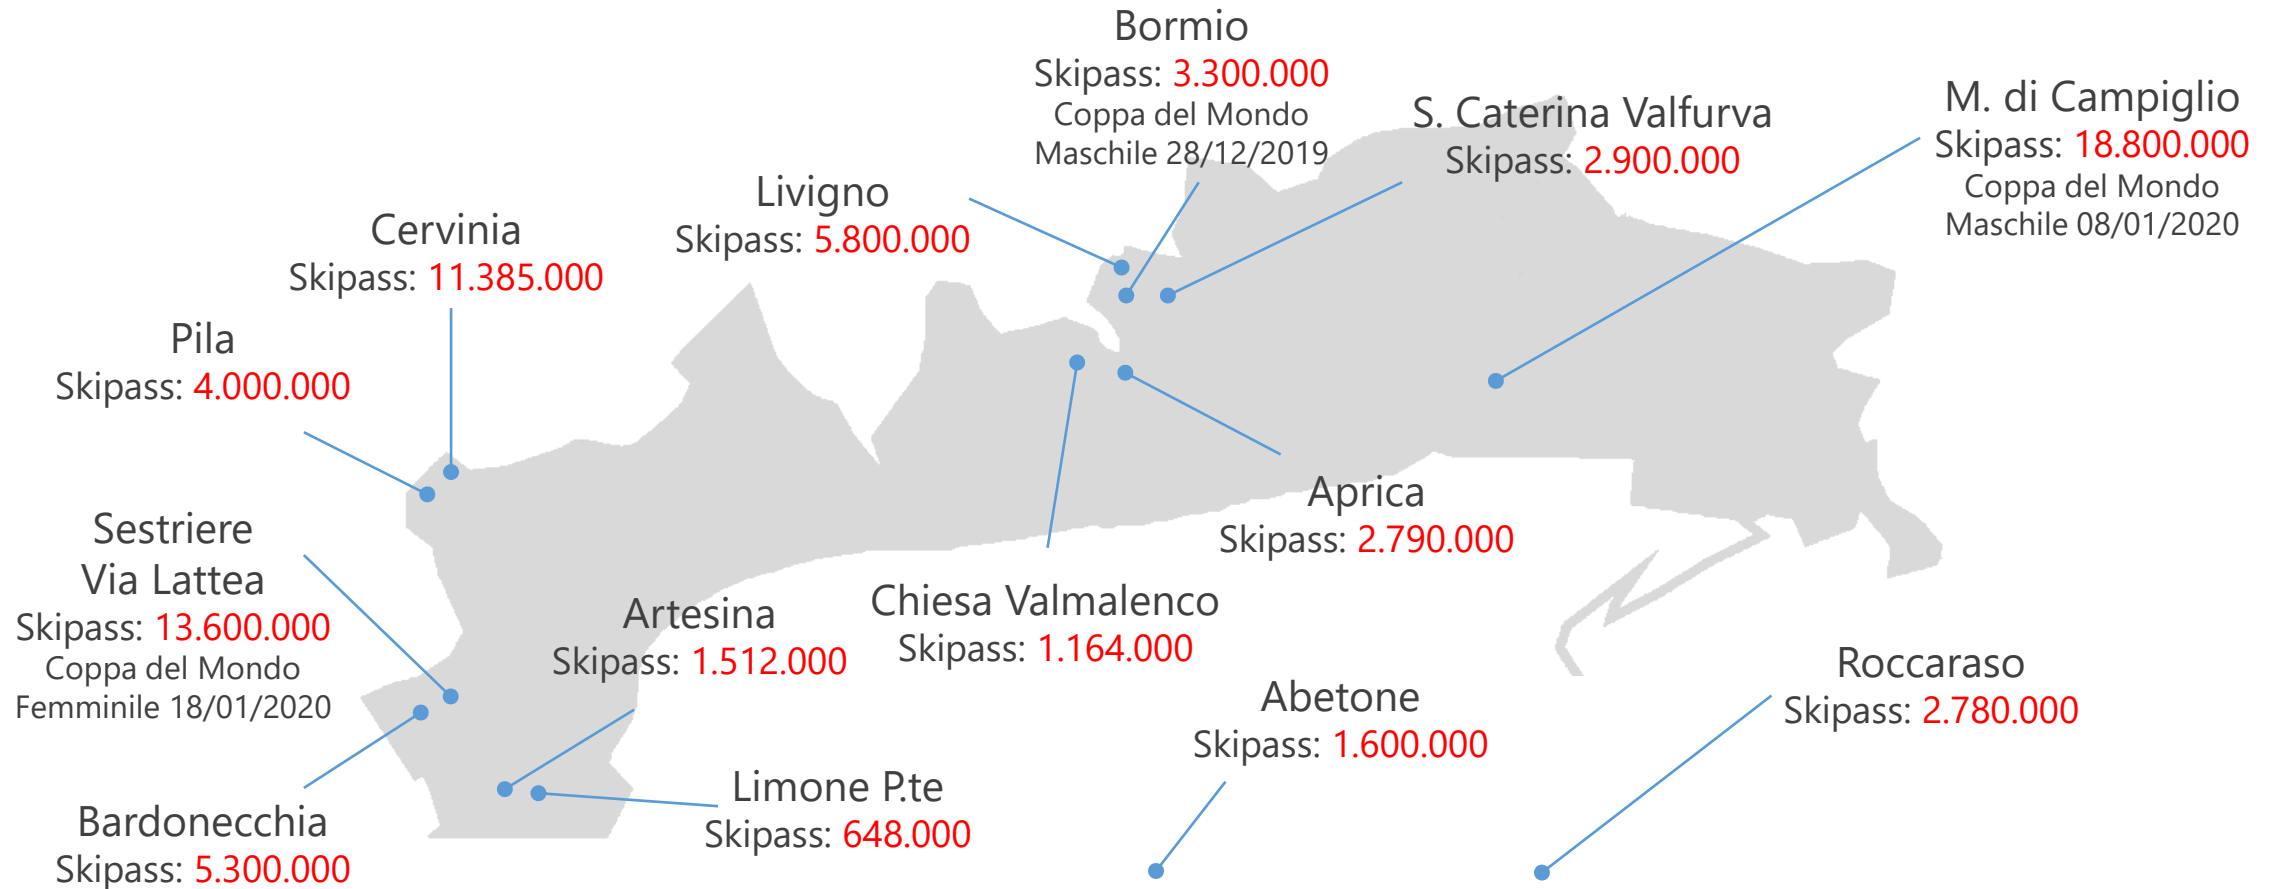 Bormio
Skipass: 3.300.000
Coppa del Mondo
Maschile 28/12/2019
S. Caterina Valfurva
Skipass: 2.900.000
M. di Campiglio
Skipass: 18.800.000
Coppa del Mondo
Maschile 08/01/2020
Livigno
Skipass: 5.800.000
Cervinia
Skipass: 11.385.000
Pila
Skipass: 4.000.000
Sestriere
Via Lattea
Skipass: 13.600.000
Coppa del Mondo
Femminile 18/01/2020
Aprica
Skipass: 2.790.000
Chiesa Valmalenco
Skipass: 1.164.000
Artesina
Skipass: 1.512.000
Roccaraso
Skipass: 2.780.000
Abetone
Skipass: 1.600.000
Limone P.te
Skipass: 648.000
Bardonecchia
Skipass: 5.300.000